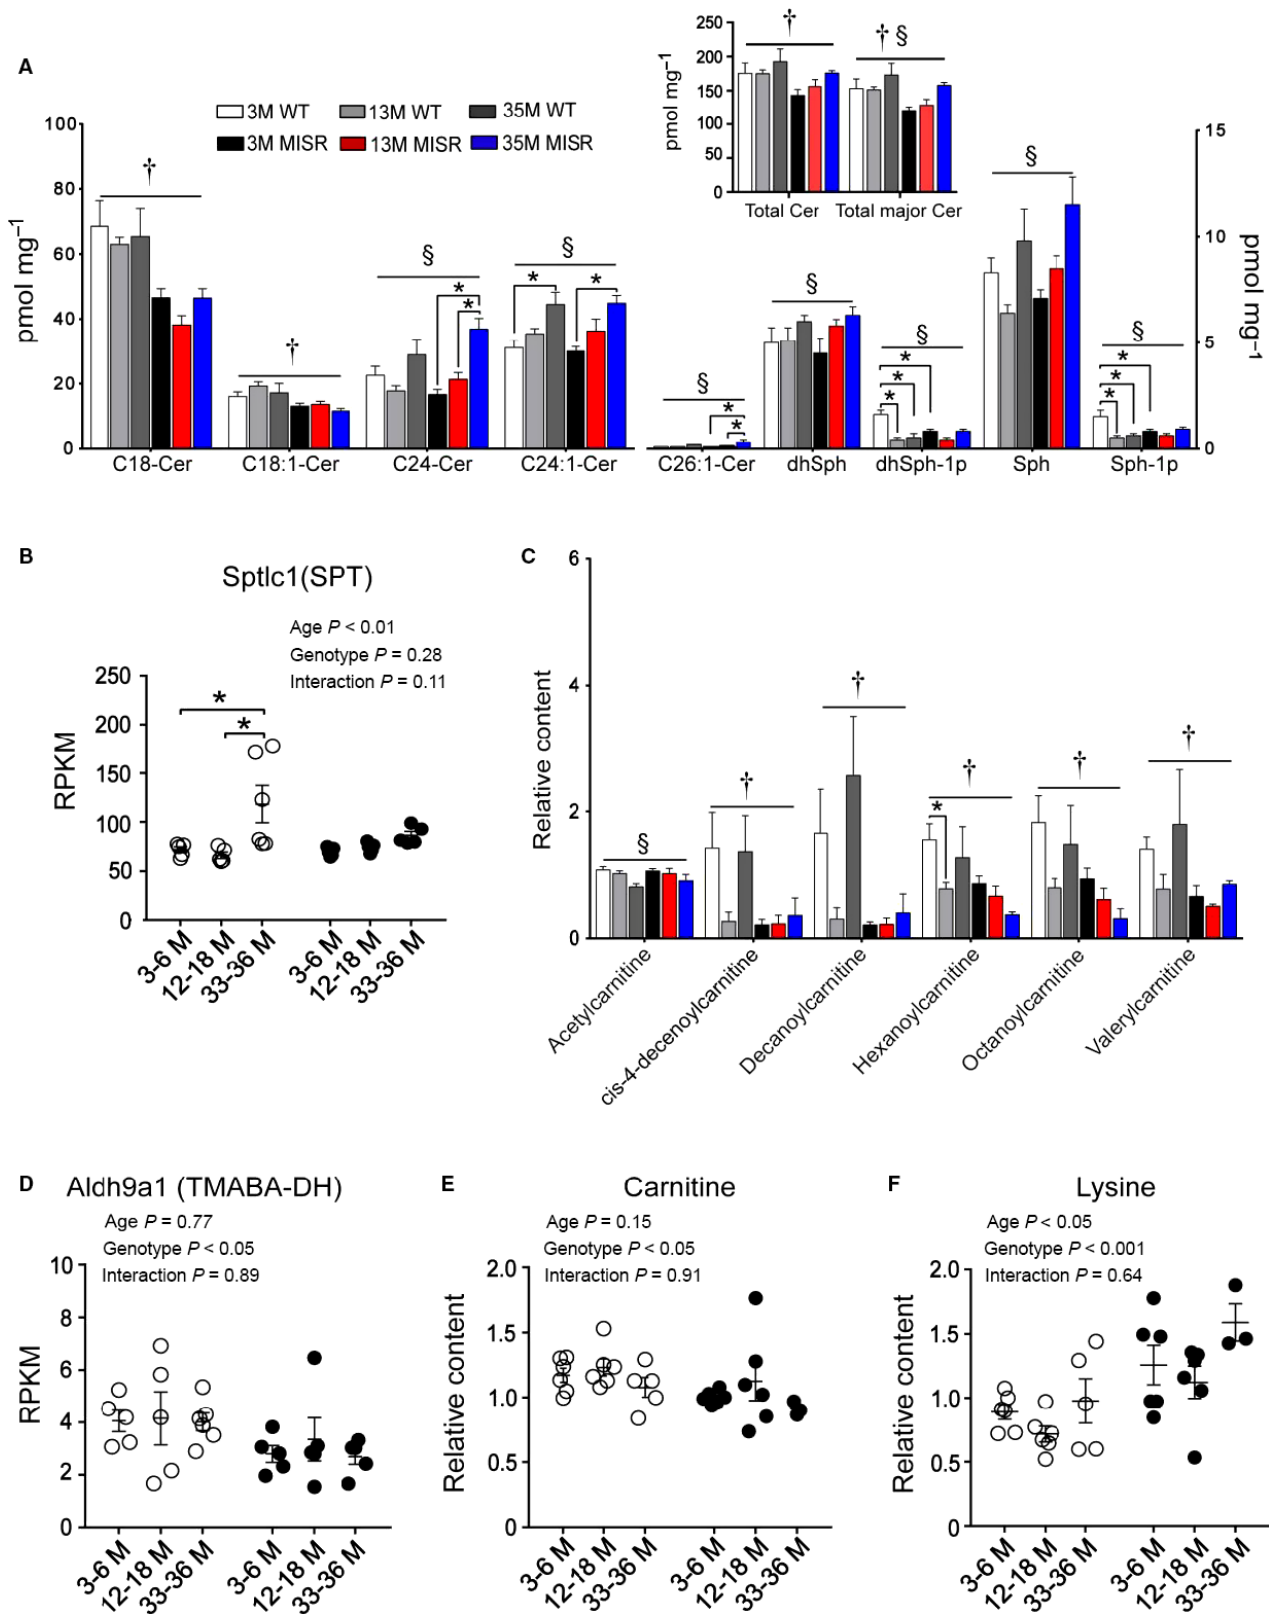 A
3M WT
13M WT
35M WT
3M MISR
13M MISR
35M MISR
pmol mg⁻¹
100
80
60
40
20
0
†
†
§
*
*
§
*
*
C18-Cer
C18:1-Cer
C24-Cer
C24:1-Cer
pmol mg⁻¹
250
200
150
100
50
0
†
† §
Total Cer
Total major Cer
§
*
*
§
§
*
*
*
§
§
*
*
*
C26:1-Cer
dhSph
dhSph-1p
Sph
Sph-1p
15
10
5
0
pmol mg⁻¹
B
Sptlc1(SPT)
Age P < 0.01
Genotype P = 0.28
Interaction P = 0.11
RPKM
250
200
150
100
50
0
*
*
3-6 M
12-18 M
33-36 M
3-6 M
12-18 M
33-36 M
C
Relative content
6
4
2
0
§
†
†
*
†
†
†
Acetylcarnitine
cis-4-decenoylcarnitine
Decanoylcarnitine
Hexanoylcarnitine
Octanoylcarnitine
Valerylcarnitine
D
Aldh9a1 (TMABA-DH)
Age P = 0.77
Genotype P < 0.05
Interaction P = 0.89
RPKM
10
8
6
4
2
0
3-6 M
12-18 M
33-36 M
3-6 M
12-18 M
33-36 M
E
Carnitine
Age P = 0.15
Genotype P < 0.05
Interaction P = 0.91
Relative content
2.0
1.5
1.0
0.5
0
3-6 M
12-18 M
33-36 M
3-6 M
12-18 M
33-36 M
F
Lysine
Age P < 0.05
Genotype P < 0.001
Interaction P = 0.64
Relative content
2.0
1.5
1.0
0.5
0
3-6 M
12-18 M
33-36 M
3-6 M
12-18 M
33-36 M